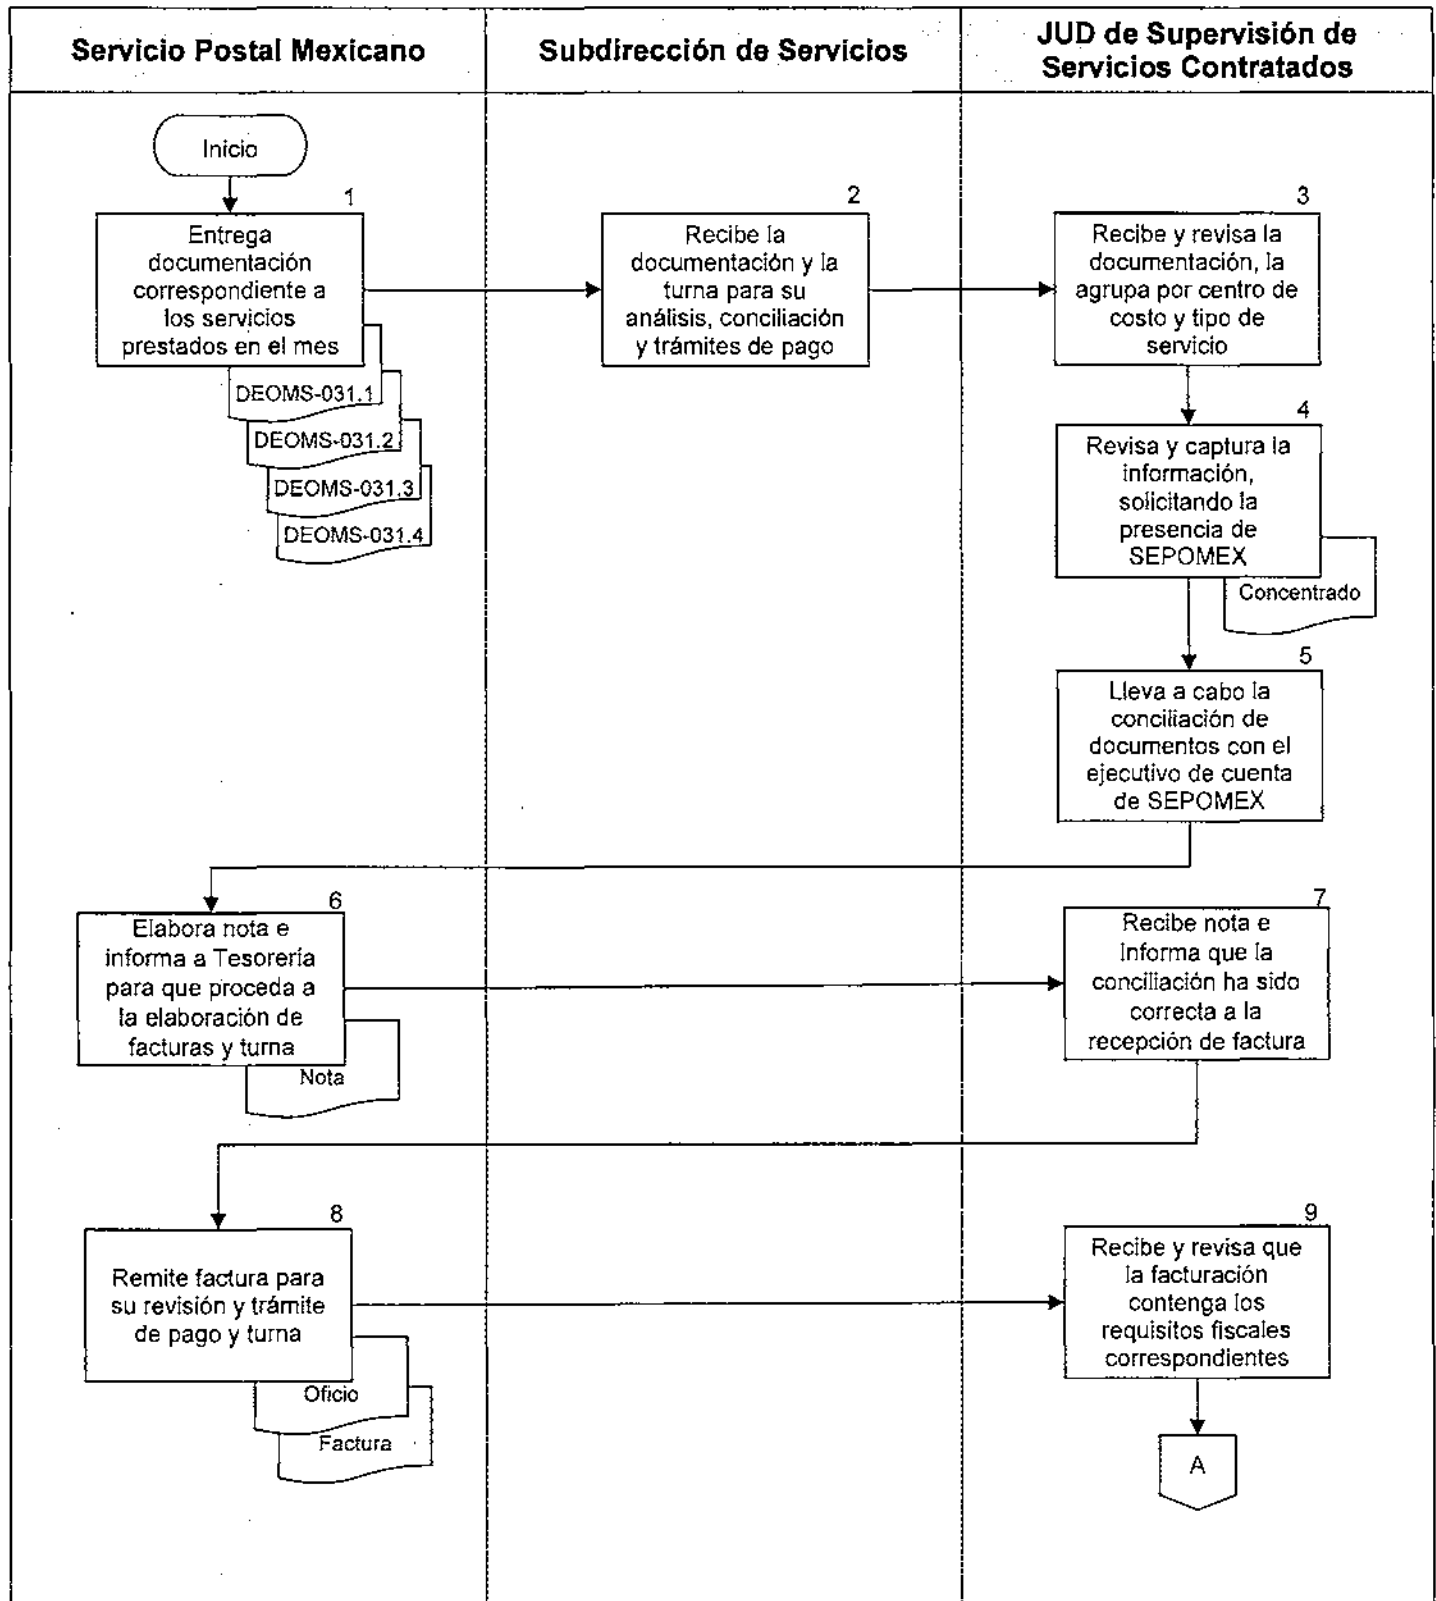 Servicio Postal Mexicano
Subdirección de Servicios
JUD de Supervisión de
Servicios Contratados
Inicio
1
Entrega
documentación
correspondiente a
los servicios
prestados en el mes
DEOMS-031.1
DEOMS-031.2
DEOMS-031.3
DEOMS-031.4
2
Recibe la
documentación y la
turna para su
análisis, conciliación
y trámites de pago
3
Recibe y revisa la
documentación, la
agrupa por centro de
costo y tipo de
servicio
4
Revisa y captura la
información,
solicitando la
presencia de
SEPOMEX
Concentrado
5
Lleva a cabo la
conciliación de
documentos con el
ejecutivo de cuenta
de SEPOMEX
6
Elabora nota e
informa a Tesorería
para que proceda a
la elaboración de
facturas y turna
Nota
7
Recibe nota e
Informa que la
conciliación ha sido
correcta a la
recepción de factura
8
Remite factura para
su revisión y trámite
de pago y turna
Oficio
Factura
9
Recibe y revisa que
la facturación
contenga los
requisitos fiscales
correspondientes
A